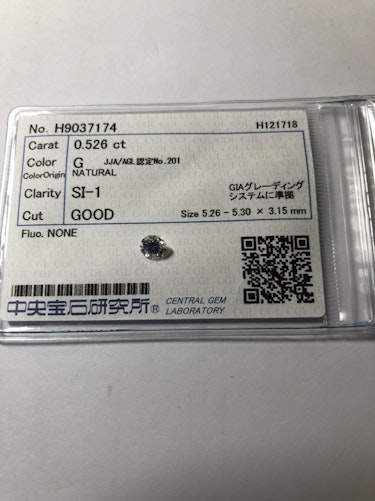 No. H9037174 H121718
Carat 0.526 ct
Color G JJA/AGL認定No.201
ColorOrigin NATURAL
Clarity SI-1 GIAグレーディング
システムに準拠
Cut GOOD Size 5.26 - 5.30 × 3.15 mm
Fluo. NONE
中央宝石研究所® CENTRAL GEM
LABORATORY